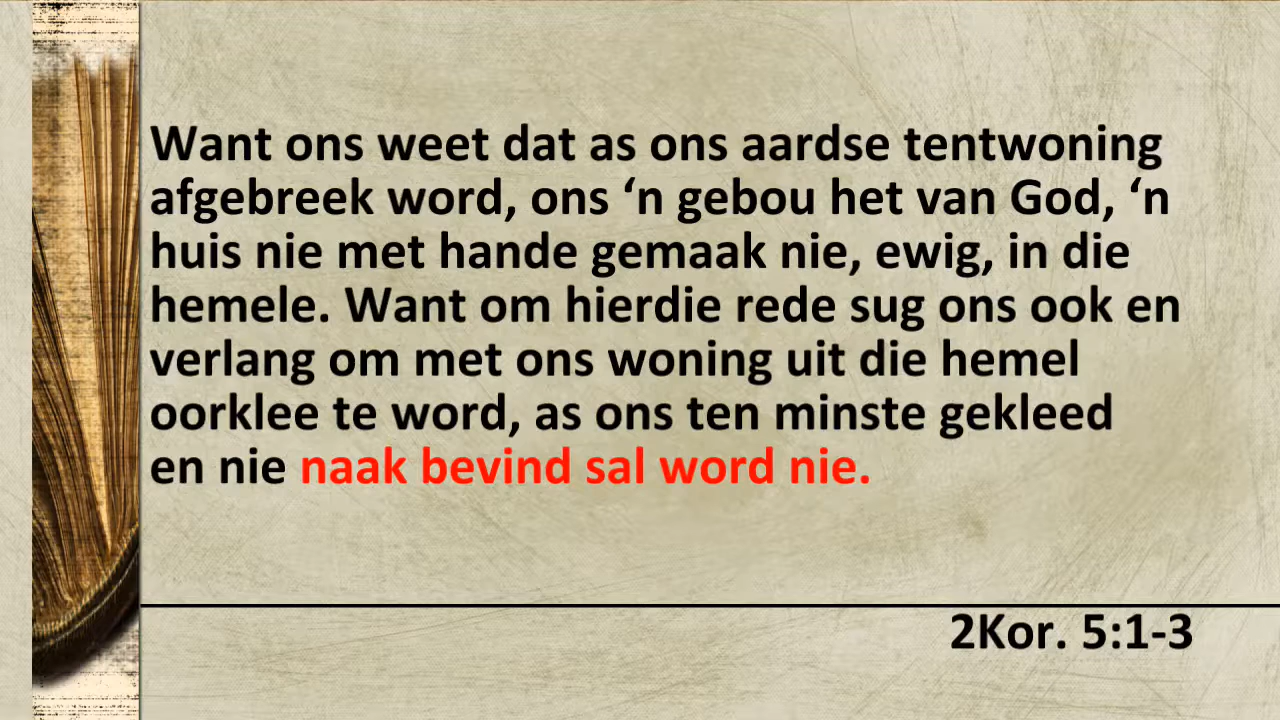 Want ons weet dat as ons aardse tentwoning
afgebreek word, ons ‘n gebou het van God, ‘n
huis nie met hande gemaak nie, ewig, in die
hemele. Want om hierdie rede sug ons ook en
verlang om met ons woning uit die hemel
oorklee te word, as ons ten minste gekleed
en nie naak bevind sal word nie.
2Kor. 5:1-3